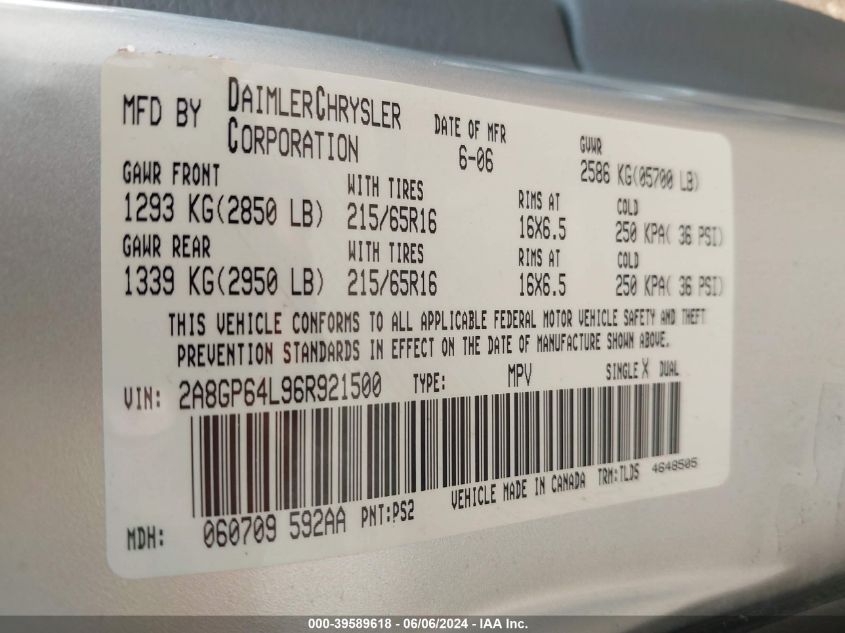 MFD BY DAIMLERCHRYSLER CORPORATION
DATE OF MFR
6-06
GVWR
2586 KG(05700 LB)
GAWR FRONT
1293 KG(2850 LB)
WITH TIRES
215/65R16
RIMS AT
16X6.5
COLD
250 KPA( 36 PSI)
GAWR REAR
1339 KG(2950 LB)
WITH TIRES
215/65R16
RIMS AT
16X6.5
COLD
250 KPA( 36 PSI)
THIS VEHICLE CONFORMS TO ALL APPLICABLE FEDERAL MOTOR VEHICLE SAFETY AND THEFT
PREVENTION STANDARDS IN EFFECT ON THE DATE OF MANUFACTURE SHOWN ABOVE.
VIN: 2A8GP64L96R921500 TYPE: MPV SINGLE X DUAL
MDH: 060709 592AA PNT:PS2 VEHICLE MADE IN CANADA TRM:TLD5 4648505
000-39589618 - 06/06/2024 - IAA Inc.